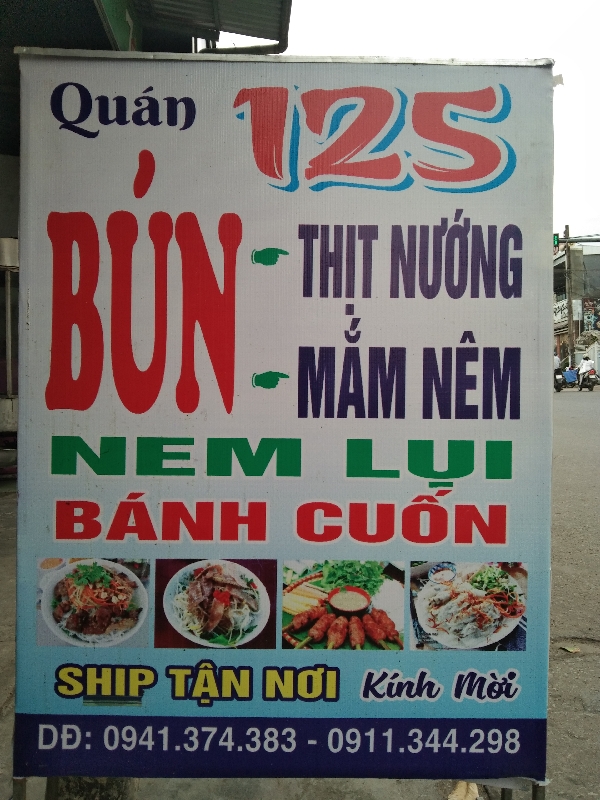 Quán 125
BÚN THỊT NƯỚNG
MẮM NÊM
NEM LỤI
BÁNH CUỐN
SHIP TẬN NƠI Kính Mời
DĐ: 0941.374.383 - 0911.344.298